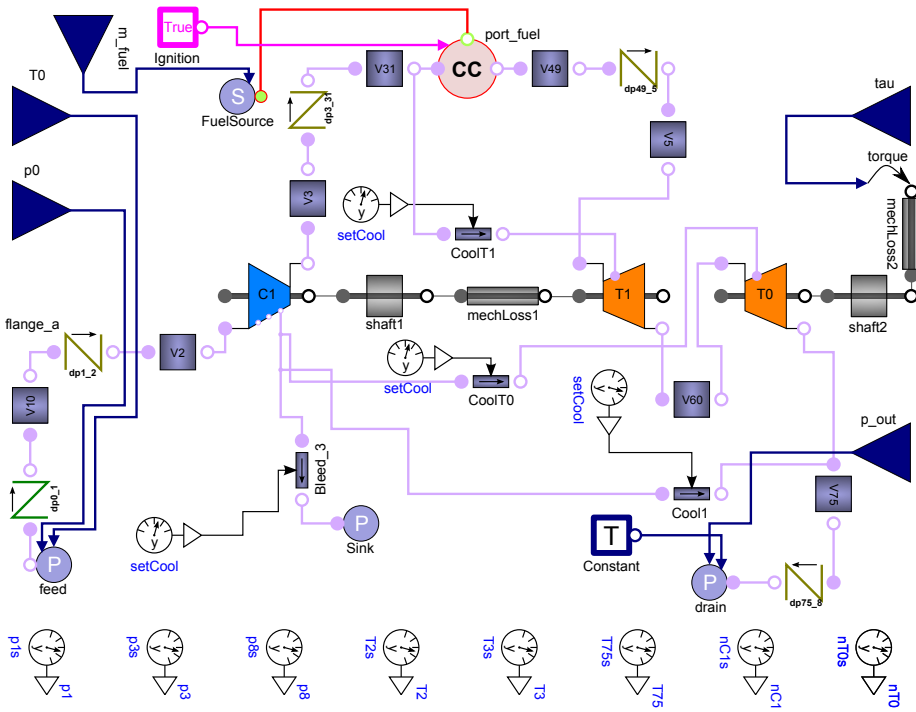 m_fuel
True
Ignition
port_fuel
T0
S
FuelSource
dp3_31
V31
CC
V49
dp49_5
tau
p0
V3
y
setCool
CoolT1
V5
torque
mechLoss2
C1
shaft1
mechLoss1
T1
T0
shaft2
flange_a
dp1_2
V2
y
setCool
CoolT0
setCool
y
V60
V10
p_out
dp0_1
Bleed_3
Cool1
V75
y
setCool
P
Sink
T
Constant
P
feed
P
drain
dp75_8
y
p1s
p1
y
p3s
p3
y
p8s
p8
y
T2s
T2
y
T3s
T3
y
T75s
T75
y
nC1s
nC1
y
nT0s
nT0